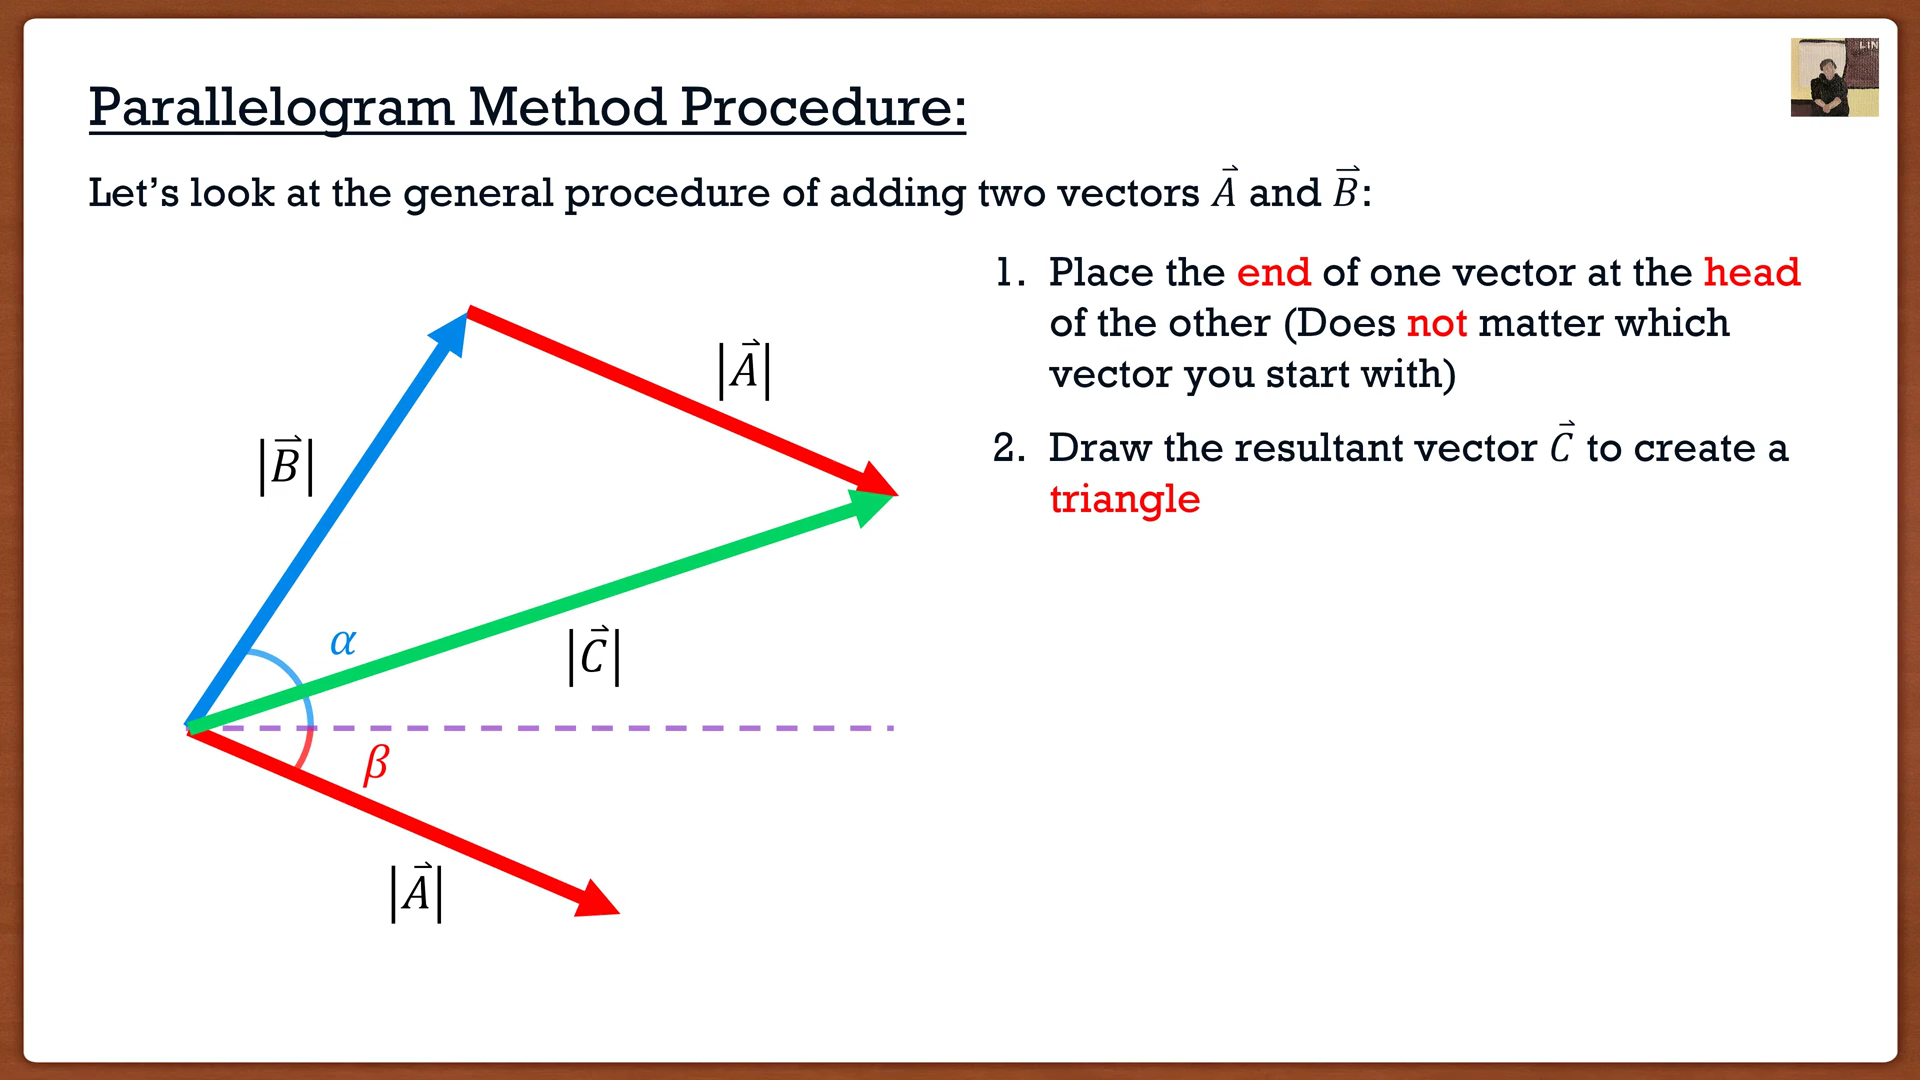 Parallelogram Method Procedure:
Let’s look at the general procedure of adding two vectors A⃗ and B⃗:
1. Place the end of one vector at the head
of the other (Does not matter which
vector you start with)
2. Draw the resultant vector C⃗ to create a
triangle
|A⃗|
|B⃗|
α
|C⃗|
β
|A⃗|
LIN